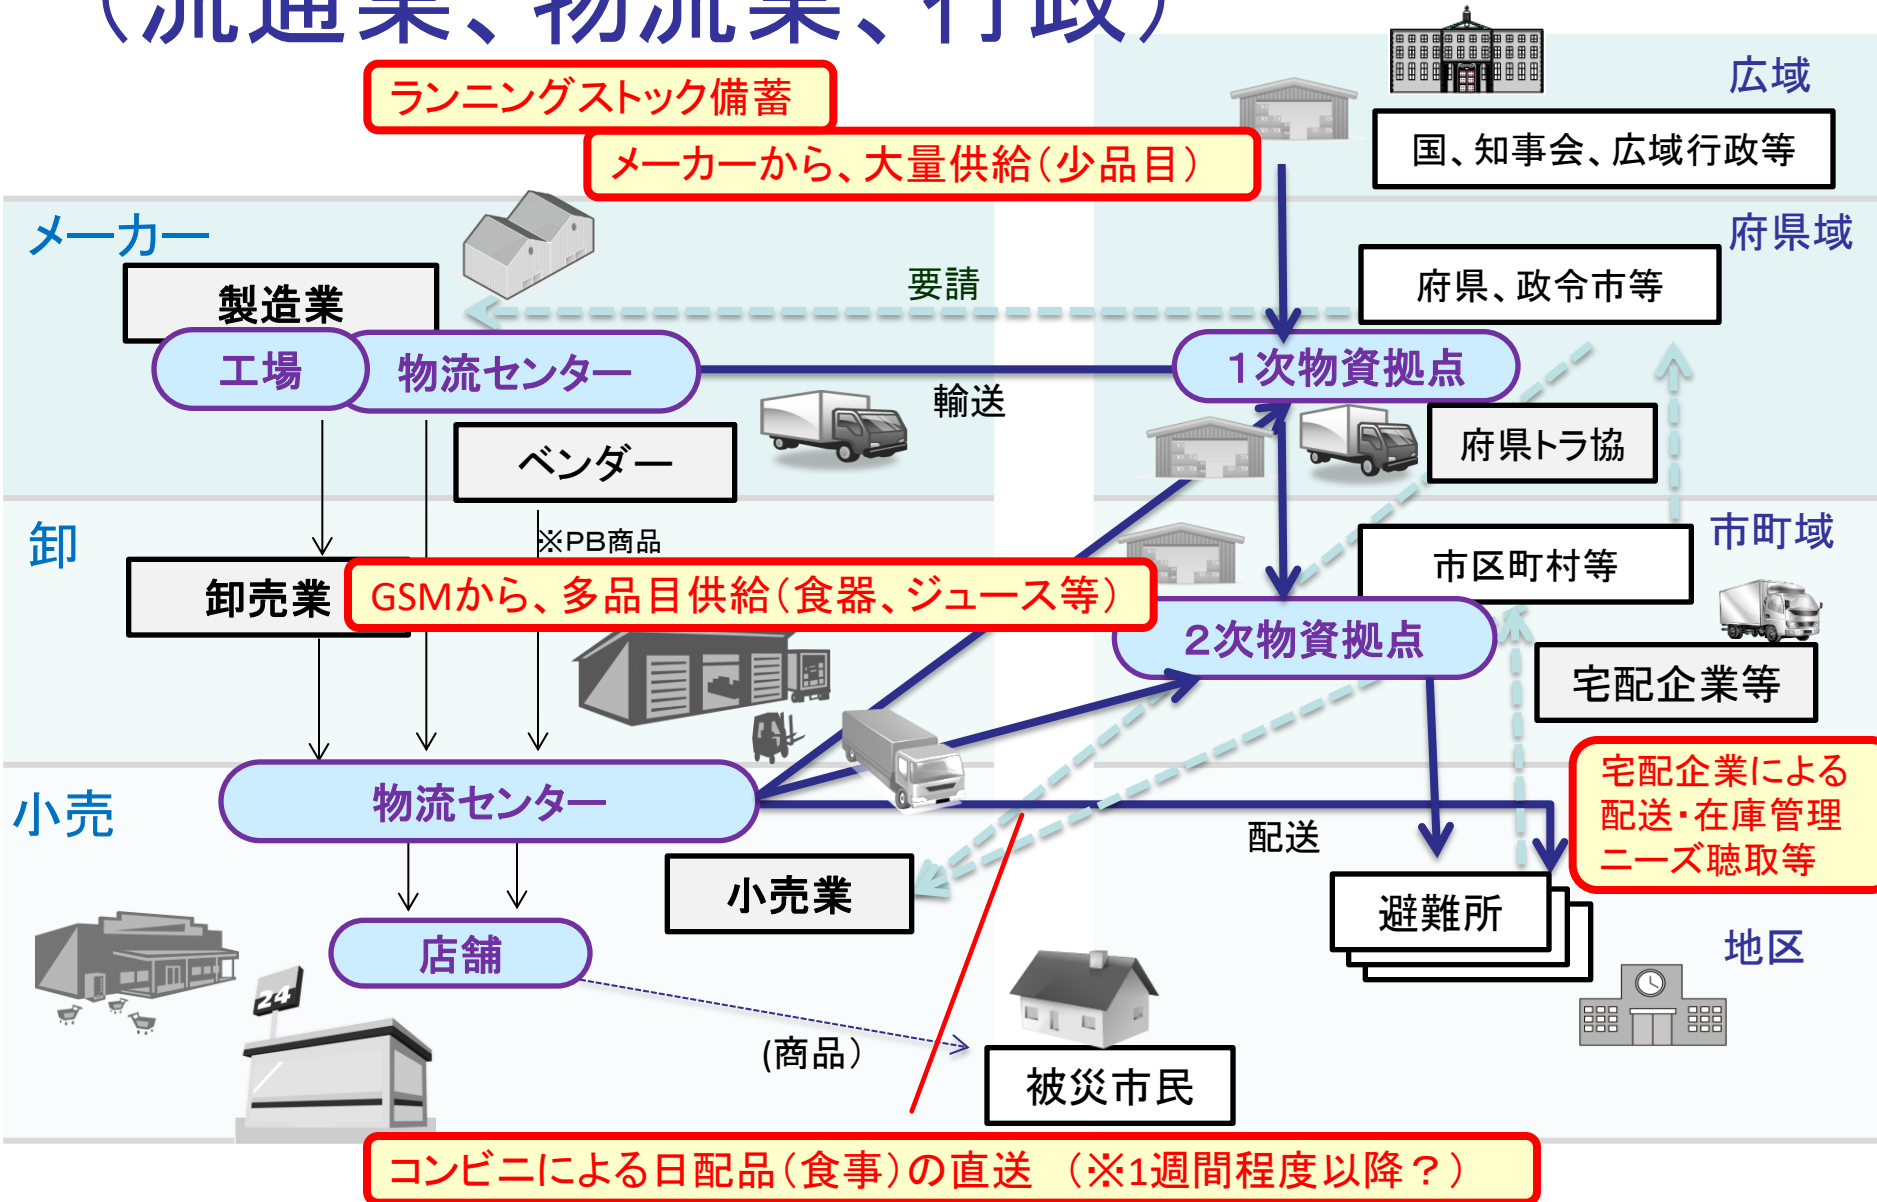 （流通業、物流業、行政）
ランニングストック備蓄
メーカーから、大量供給（少品目）
広域
国、知事会、広域行政等
メーカー
府県域
製造業
要請
府県、政令市等
工場
物流センター
1次物資拠点
輸送
ベンダー
府県トラ協
卸
※PB商品
市町域
市区町村等
卸売業
GSMから、多品目供給（食器、ジュース等）
2次物資拠点
宅配企業等
小売
物流センター
配送
宅配企業による
配送・在庫管理
ニーズ聴取等
小売業
避難所
店舗
地区
24
(商品）
被災市民
コンビニによる日配品（食事）の直送　（※1週間程度以降？）